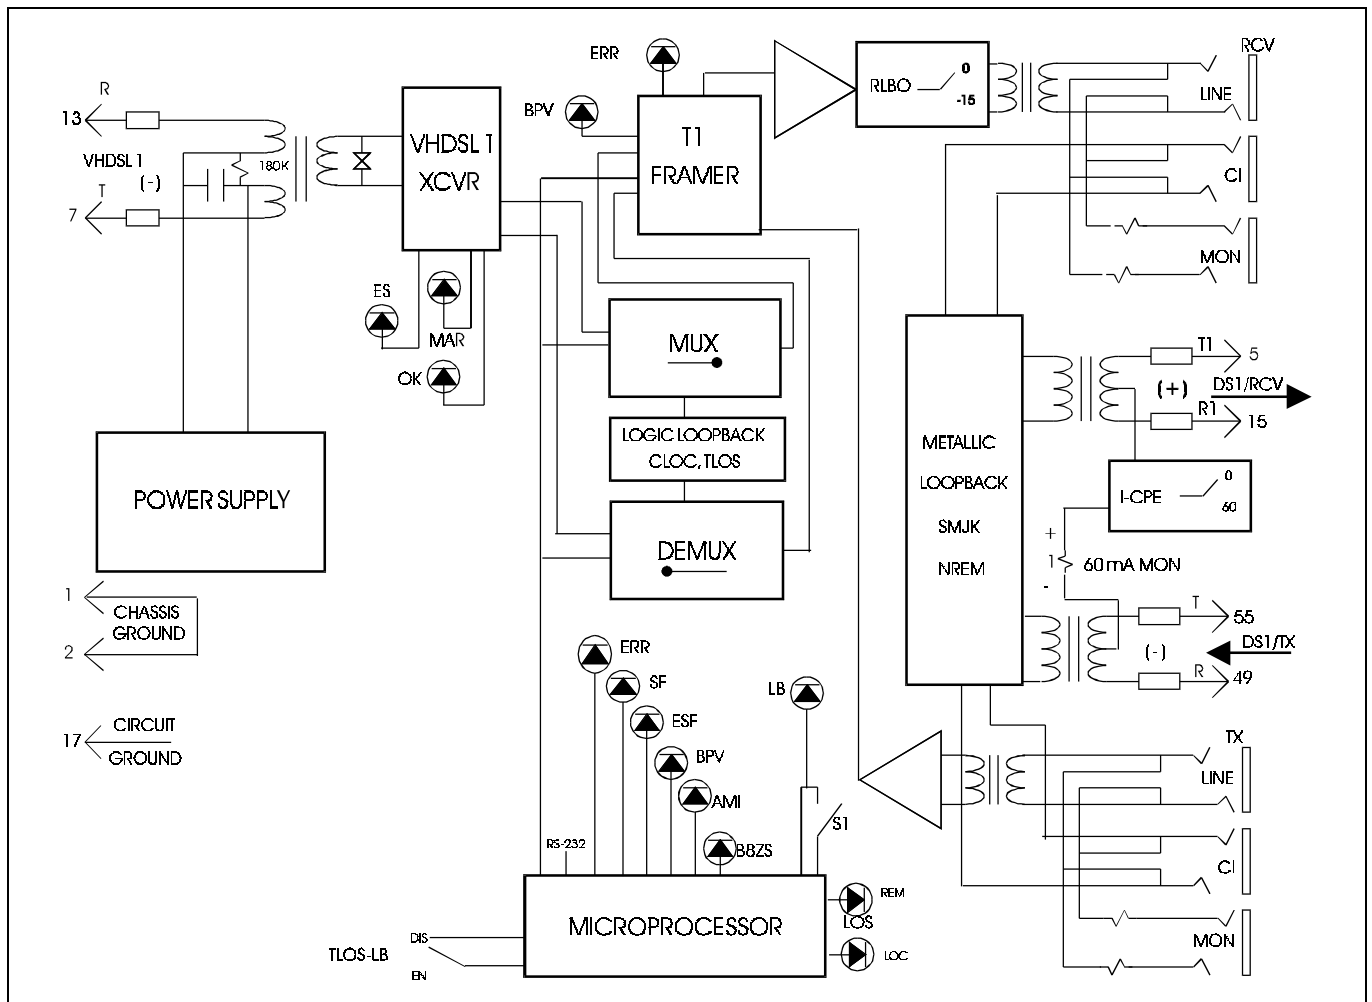 RCV
ERR
R
RLBO
0
-15
LINE
BPV
13
T1
FRAMER
VHDSL 1
XCVR
VHDSL 1
(-)
180K
T
7
CI
MON
ES
MAR
OK
MUX
LOGIC LOOPBACK
CLOC, TLOS
DEMUX
METALLIC
LOOPBACK
SMJK
NREM
T1
5
(+)
DS1/RCV
R1
15
I-CPE
0
60
+
1
-
60 mA MON
T
55
(-)
DS1/TX
R
49
POWER SUPPLY
1
CHASSIS
GROUND
2
17
CIRCUIT
GROUND
ERR
SF
ESF
BPV
AMI
B8ZS
LB
S1
RS-232
MICROPROCESSOR
REM
LOS
LOC
TLOS-LB
DIS
EN
TX
LINE
CI
MON